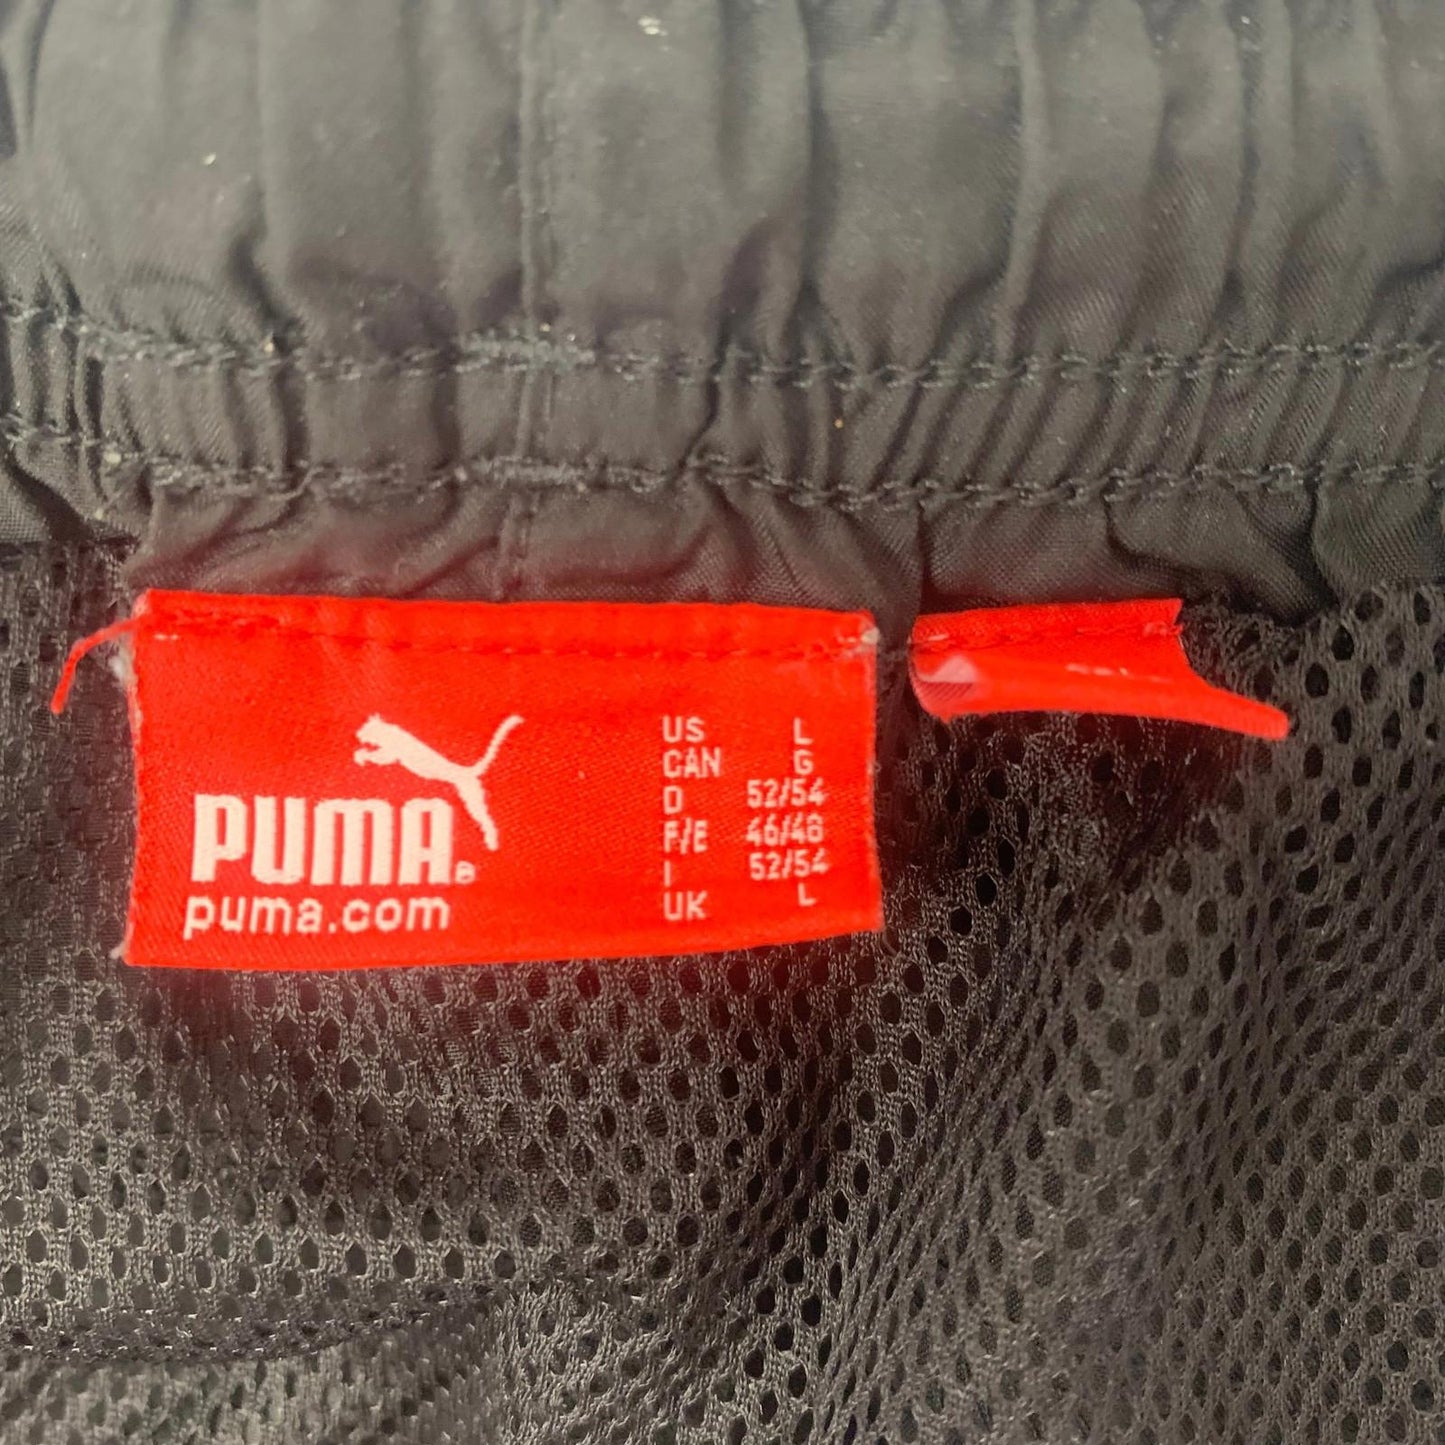 PUMA®
puma.com
US L
CAN G
D 52/54
F/E 46/48
I 52/54
UK L